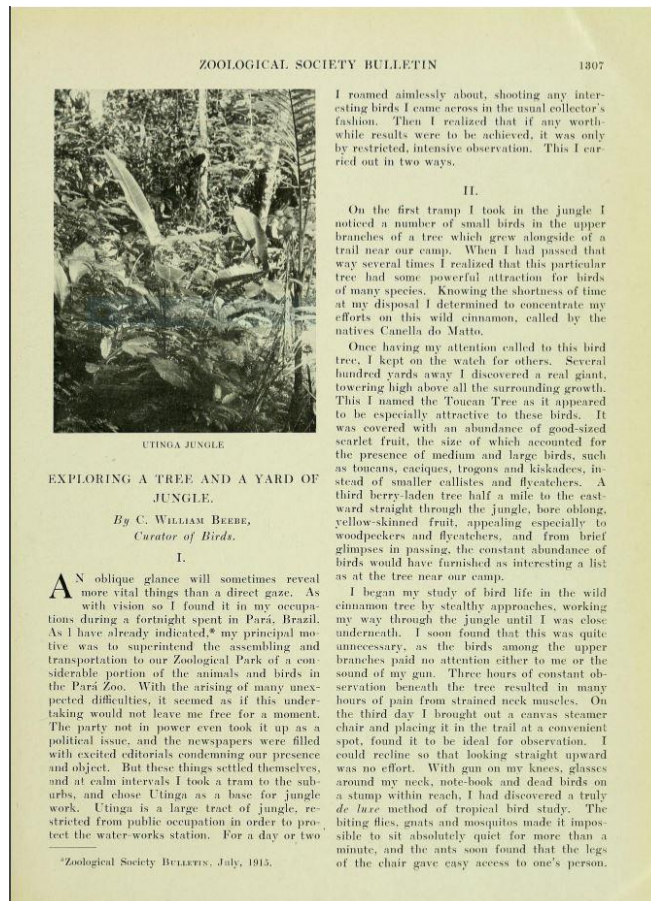 ZOOLOGICAL SOCIETY BULLETIN 1307
UTINGA JUNGLE
EXPLORING A TREE AND A YARD OF
JUNGLE.
By C. WILLIAM BEEBE,
Curator of Birds.
I.
AN oblique glance will sometimes reveal
more vital things than a direct gaze. As
with vision so I found it in my occupa-
tions during a fortnight spent in Pará, Brazil.
As I have already indicated,* my principal mo-
tive was to superintend the assembling and
transportation to our Zoological Park of a con-
siderable portion of the animals and birds in
the Pará Zoo. With the arising of many unex-
pected difficulties, it seemed as if this under-
taking would not leave me free for a moment.
The party not in power even took it up as a
political issue, and the newspapers were filled
with excited editorials condemning our presence
and object. But these things settled themselves,
and at calm intervals I took a tram to the sub-
urbs, and chose Utinga as a base for jungle
work. Utinga is a large tract of jungle, re-
stricted from public occupation in order to pro-
tect the water-works station. For a day or two
*Zoological Society BULLETIN, July, 1915.
I roamed aimlessly about, shooting any inter-
esting birds I came across in the usual collector's
fashion. Then I realized that if any worth-
while results were to be achieved, it was only
by restricted, intensive observation. This I car-
ried out in two ways.
II.
On the first tramp I took in the jungle I
noticed a number of small birds in the upper
branches of a tree which grew alongside of a
trail near our camp. When I had passed that
way several times I realized that this particular
tree had some powerful attraction for birds
of many species. Knowing the shortness of time
at my disposal I determined to concentrate my
efforts on this wild cinnamon, called by the
natives Canella do Matto.
Once having my attention called to this bird
tree, I kept on the watch for others. Several
hundred yards away I discovered a real giant,
towering high above all the surrounding growth.
This I named the Toucan Tree as it appeared
to be especially attractive to these birds. It
was covered with an abundance of good-sized
scarlet fruit, the size of which accounted for
the presence of medium and large birds, such
as toucans, caciques, trogons and kiskadees, in-
stead of smaller callistes and flycatchers. A
third berry-laden tree half a mile to the east-
ward straight through the jungle, bore oblong,
yellow-skinned fruit, appealing especially to
woodpeckers and flycatchers, and from brief
glimpses in passing, the constant abundance of
birds would have furnished as interesting a list
as at the tree near our camp.
I began my study of bird life in the wild
cinnamon tree by stealthy approaches, working
my way through the jungle until I was close
underneath. I soon found that this was quite
unnecessary, as the birds among the upper
branches paid no attention either to me or the
sound of my gun. Three hours of constant ob-
servation beneath the tree resulted in many
hours of pain from strained neck muscles. On
the third day I brought out a canvas steamer
chair and placing it in the trail at a convenient
spot, found it to be ideal for observation. I
could recline so that looking straight upward
was no effort. With gun on my knees, glasses
around my neck, note-book and dead birds on
a stump within reach, I had discovered a truly
de luxe method of tropical bird study. The
biting flies, gnats and mosquitos made it impos-
sible to sit absolutely quiet for more than a
minute, and the ants soon found that the legs
of the chair gave easy access to one's person.